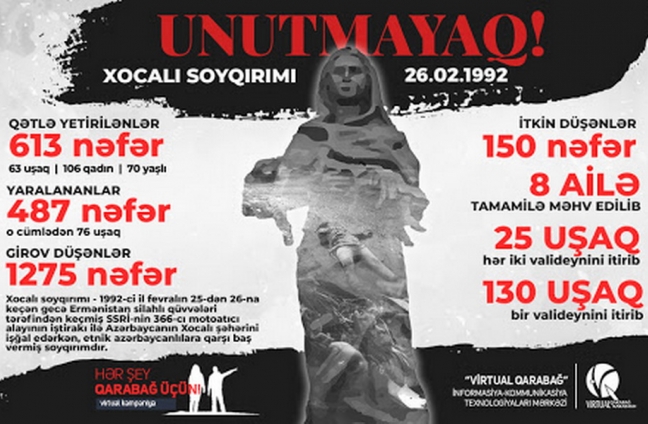 UNUTMAYAQ!
XOCALI SOYQIRIMI
26.02.1992
QƏTLƏ YETİRİLƏNLƏR
613 nəfər
63 uşaq | 106 qadın | 70 yaşlı
YARALANANLAR
487 nəfər
o cümlədən 76 uşaq
GİROV DÜŞƏNLƏR
1275 nəfər
Xocalı soyqırımı - 1992-ci il fevralın 25-dən 26-na
keçən gecə Ermənistan silahlı qüvvələri
tərəfindən keçmiş SSRİ-nin 366-cı motoatıcı
alayının iştirakı ilə Azərbaycanın Xocalı şəhərini
işğal edərkən, etnik azərbaycanlılara qarşı baş
vermiş soyqırımdır.
İTKİN DÜŞƏNLƏR
150 nəfər
8 AİLƏ
TAMAMİLƏ MƏHV EDİLİB
25 UŞAQ
hər iki valideynini itirib
130 UŞAQ
bir valideynini itirib
HƏR ŞEY
QARABAĞ ÜÇÜN!
virtual kampaniya
"VİRTUAL QARABAĞ"
İNFORMASİYA-KOMMUNİKASİYA
TEXNOLOGİYALARI MƏRKƏZİ